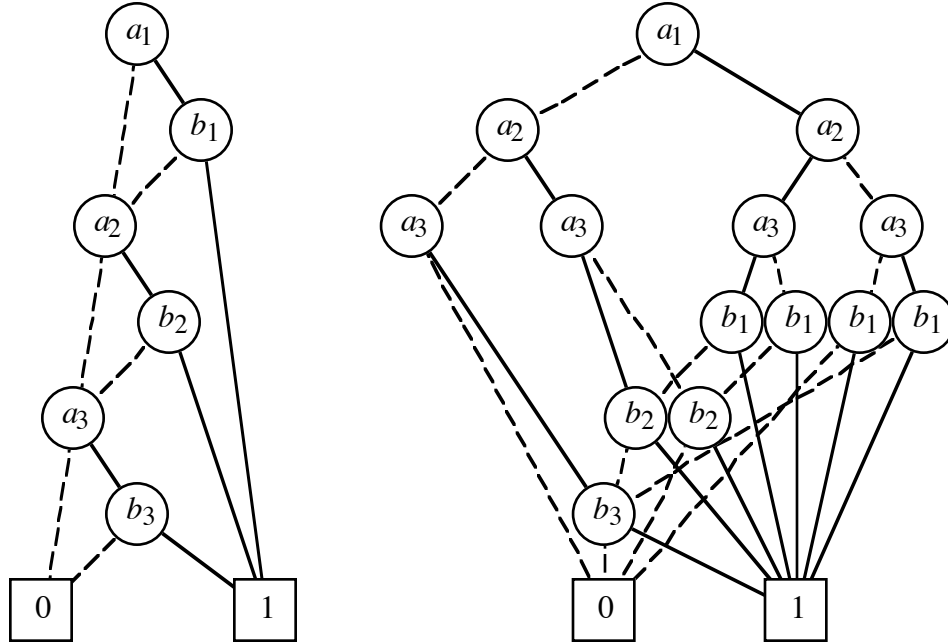 a₁ a₁
b₁ a₂ a₂
a₂ a₃ a₃ a₃ a₃
b₂ b₁ b₁ b₁ b₁
a₃ b₂ b₂
b₃ b₃
0 1 0 1